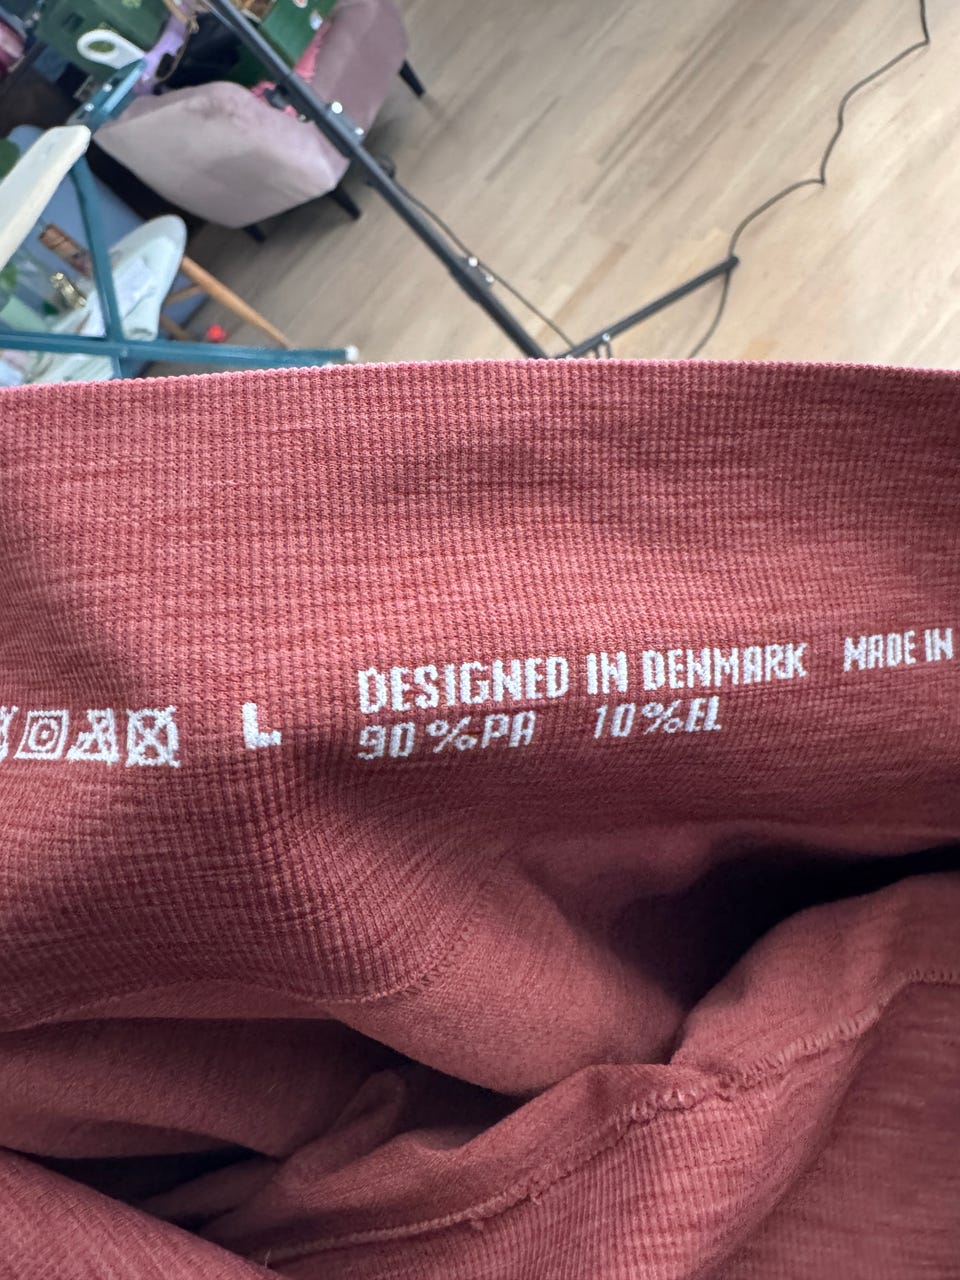 L
DESIGNED IN DENMARK MADE IN
90%PA 10%EL